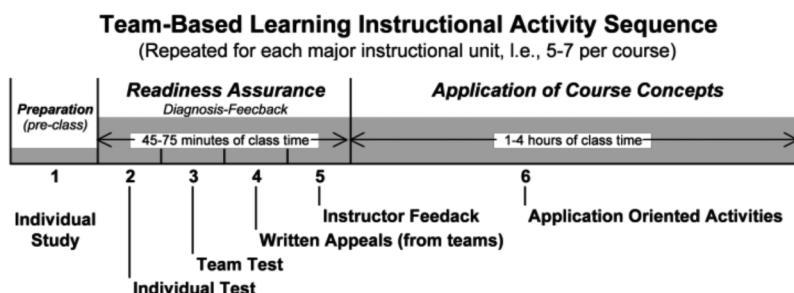 Team-Based Learning Instructional Activity Sequence
(Repeated for each major instructional unit, I.e., 5-7 per course)
Preparation
(pre-class)
Readiness Assurance
Diagnosis-Feecback
Application of Course Concepts
45-75 minutes of class time
1-4 hours of class time
1 2 3 4 5 6
Individual
Study
Instructor Feedack
Application Oriented Activities
Written Appeals (from teams)
Team Test
Individual Test